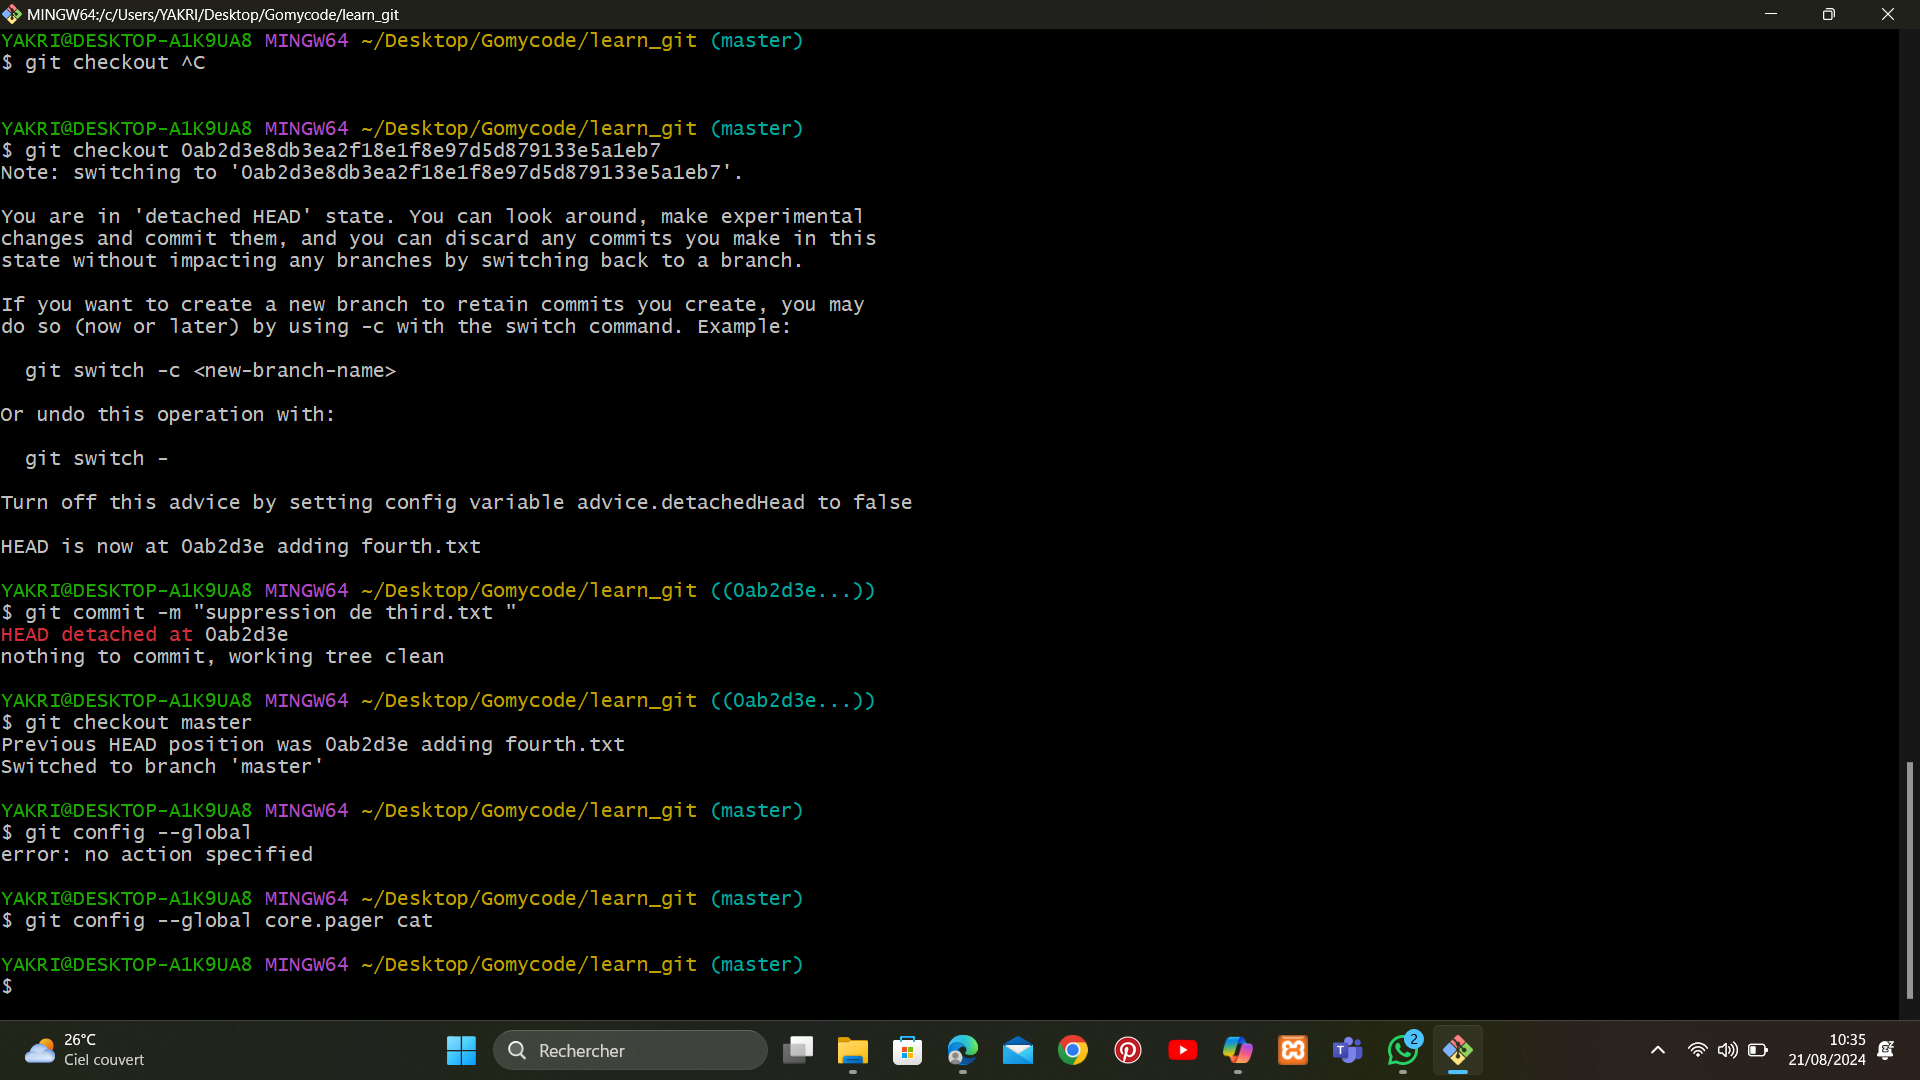 MINGW64:/c/Users/YAKRI/Desktop/Gomycode/learn_git
YAKRI@DESKTOP-A1K9UA8 MINGW64 ~/Desktop/Gomycode/learn_git (master)
$ git checkout ^C
YAKRI@DESKTOP-A1K9UA8 MINGW64 ~/Desktop/Gomycode/learn_git (master)
$ git checkout 0ab2d3e8db3ea2f18e1f8e97d5d879133e5a1eb7
Note: switching to '0ab2d3e8db3ea2f18e1f8e97d5d879133e5a1eb7'.
You are in 'detached HEAD' state. You can look around, make experimental
changes and commit them, and you can discard any commits you make in this
state without impacting any branches by switching back to a branch.
If you want to create a new branch to retain commits you create, you may
do so (now or later) by using -c with the switch command. Example:
git switch -c <new-branch-name>
Or undo this operation with:
git switch -
Turn off this advice by setting config variable advice.detachedHead to false
HEAD is now at 0ab2d3e adding fourth.txt
YAKRI@DESKTOP-A1K9UA8 MINGW64 ~/Desktop/Gomycode/learn_git ((0ab2d3e...))
$ git commit -m "suppression de third.txt "
HEAD detached at 0ab2d3e
nothing to commit, working tree clean
YAKRI@DESKTOP-A1K9UA8 MINGW64 ~/Desktop/Gomycode/learn_git ((0ab2d3e...))
$ git checkout master
Previous HEAD position was 0ab2d3e adding fourth.txt
Switched to branch 'master'
YAKRI@DESKTOP-A1K9UA8 MINGW64 ~/Desktop/Gomycode/learn_git (master)
$ git config --global
error: no action specified
YAKRI@DESKTOP-A1K9UA8 MINGW64 ~/Desktop/Gomycode/learn_git (master)
$ git config --global core.pager cat
YAKRI@DESKTOP-A1K9UA8 MINGW64 ~/Desktop/Gomycode/learn_git (master)
$
26°C
Ciel couvert
Rechercher
2
10:35
21/08/2024